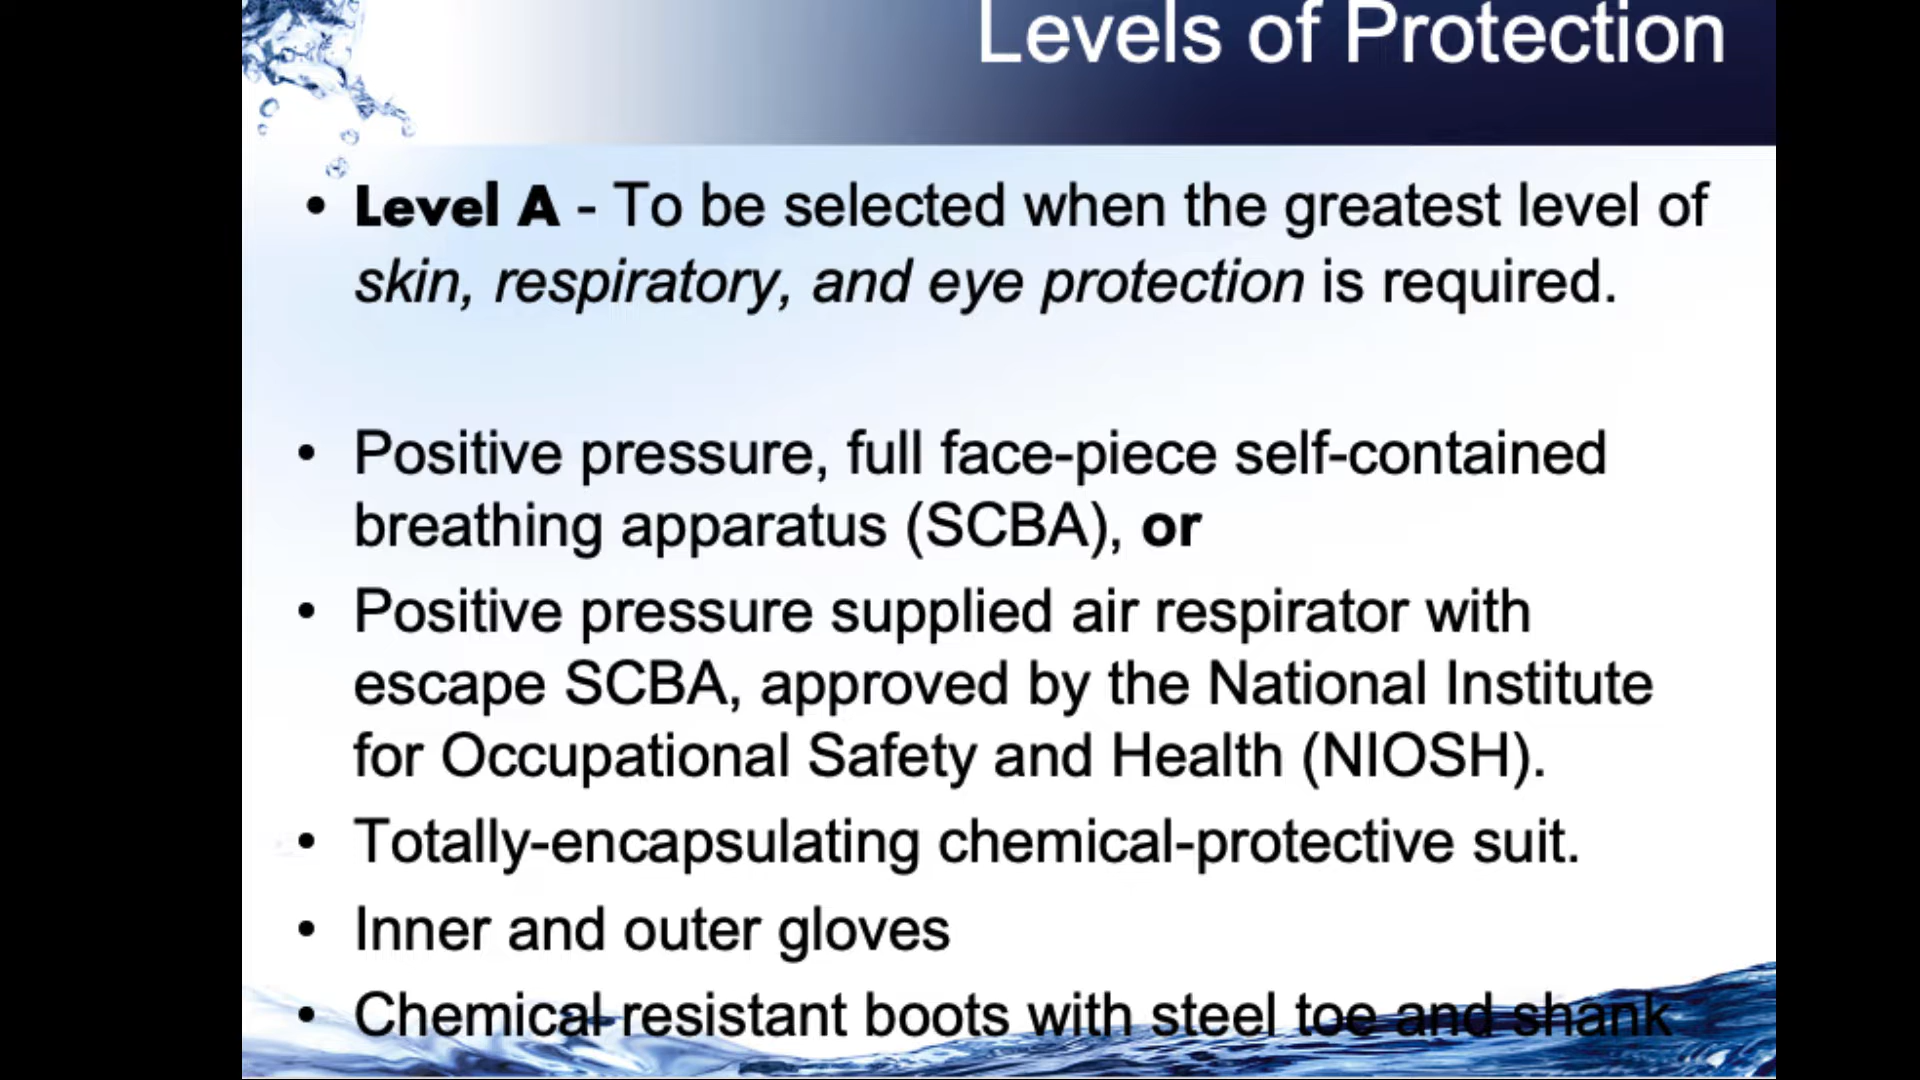 Levels of Protection
• Level A - To be selected when the greatest level of
skin, respiratory, and eye protection is required.
• Positive pressure, full face-piece self-contained
breathing apparatus (SCBA), or
• Positive pressure supplied air respirator with
escape SCBA, approved by the National Institute
for Occupational Safety and Health (NIOSH).
• Totally-encapsulating chemical-protective suit.
• Inner and outer gloves
• Chemical-resistant boots with steel toe and shank